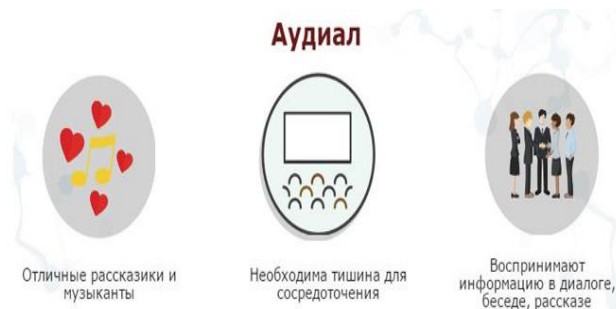 Аудиал
Отличные рассказики и
музыканты
Необходима тишина для
сосредоточения
Воспринимают
информацию в диалоге,
беседе, рассказе